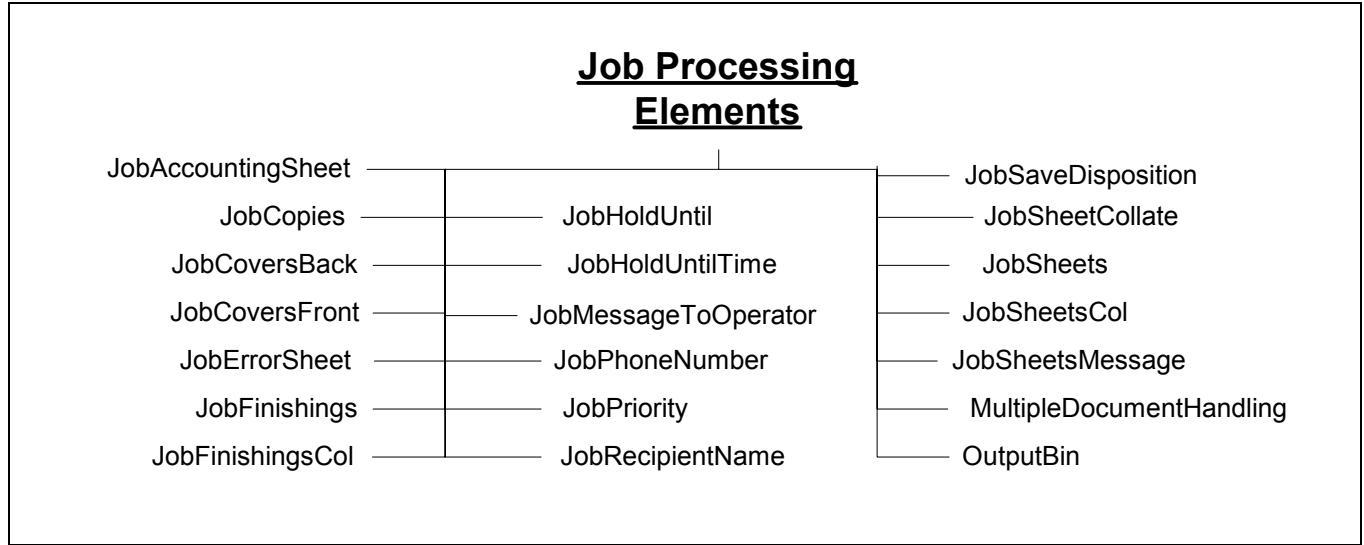 Job Processing
Elements
JobAccountingSheet
JobCopies
JobCoversBack
JobCoversFront
JobErrorSheet
JobFinishings
JobFinishingsCol
JobHoldUntil
JobHoldUntilTime
JobMessageToOperator
JobPhoneNumber
JobPriority
JobRecipientName
JobSaveDisposition
JobSheetCollate
JobSheets
JobSheetsCol
JobSheetsMessage
MultipleDocumentHandling
OutputBin